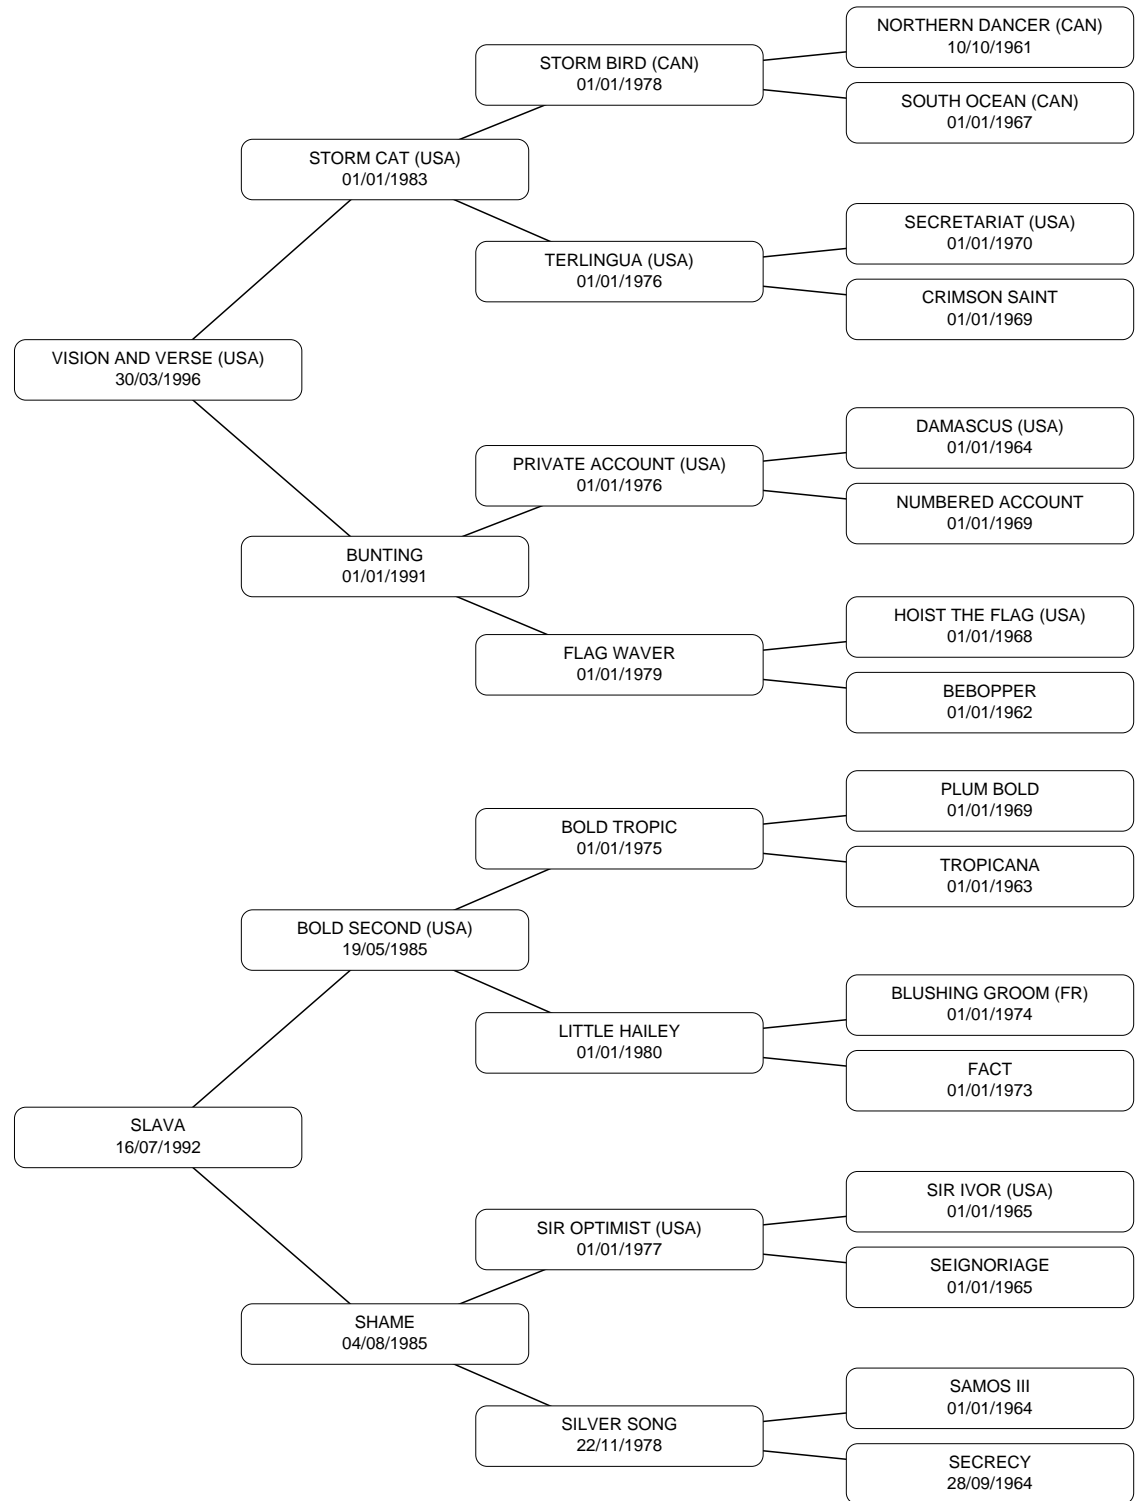 NORTHERN DANCER (CAN)
10/10/1961
STORM BIRD (CAN)
01/01/1978
SOUTH OCEAN (CAN)
01/01/1967
STORM CAT (USA)
01/01/1983
SECRETARIAT (USA)
01/01/1970
TERLINGUA (USA)
01/01/1976
CRIMSON SAINT
01/01/1969
VISION AND VERSE (USA)
30/03/1996
DAMASCUS (USA)
01/01/1964
PRIVATE ACCOUNT (USA)
01/01/1976
NUMBERED ACCOUNT
01/01/1969
BUNTING
01/01/1991
HOIST THE FLAG (USA)
01/01/1968
FLAG WAVER
01/01/1979
BEBOPPER
01/01/1962
PLUM BOLD
01/01/1969
BOLD TROPIC
01/01/1975
TROPICANA
01/01/1963
BOLD SECOND (USA)
19/05/1985
BLUSHING GROOM (FR)
01/01/1974
LITTLE HAILEY
01/01/1980
FACT
01/01/1973
SLAVA
16/07/1992
SIR IVOR (USA)
01/01/1965
SIR OPTIMIST (USA)
01/01/1977
SEIGNORIAGE
01/01/1965
SHAME
04/08/1985
SAMOS III
01/01/1964
SILVER SONG
22/11/1978
SECRECY
28/09/1964